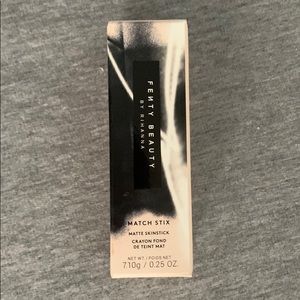 FEИTY BEAUTY
BY RIHANNA
MATCH STIX
MATTE SKINSTICK
CRAYON FOND
DE TEINT MAT
NET WT / POIDS NET
7.10g / 0.25 OZ.